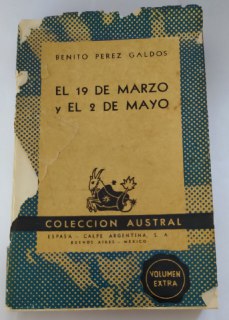 BENITO PEREZ GALDOS
EL 19 DE MARZO
y EL 2 DE MAYO
COLECCION AUSTRAL
ESPASA - CALPE ARGENTINA, S. A.
BUENOS AIRES - MÉXICO
VOLUMEN
EXTRA